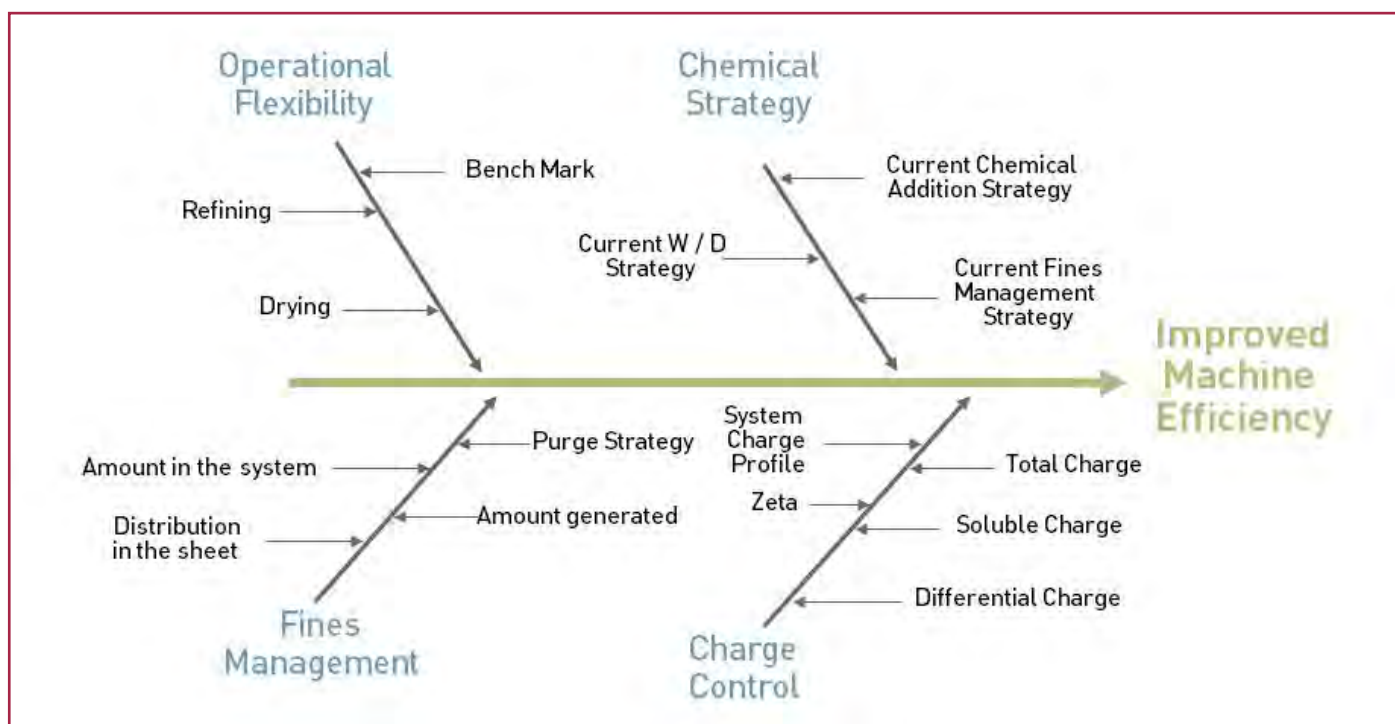 Operational
Flexibility
Chemical
Strategy
Bench Mark
Refining
Drying
Current Chemical
Addition Strategy
Current W / D
Strategy
Current Fines
Management
Strategy
Improved
Machine
Efficiency
Purge Strategy
Amount in the system
Amount generated
Distribution
in the sheet
Fines
Management
System
Charge
Profile
Total Charge
Zeta
Soluble Charge
Differential Charge
Charge
Control